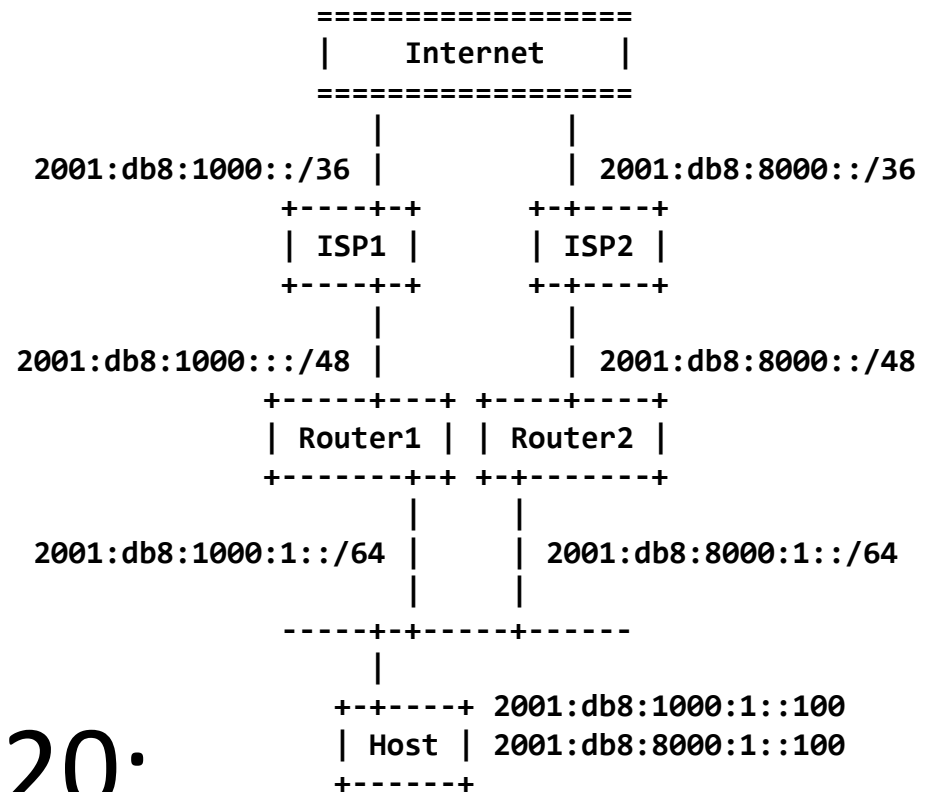 ==================
|    Internet    |
==================
|          |
2001:db8:1000::/36 |          | 2001:db8:8000::/36
+----+-+      +-+----+
| ISP1 |      | ISP2 |
+----+-+      +-+----+
|          |
2001:db8:1000:::/48 |          | 2001:db8:8000::/48
+-----+---+ +----+----+
| Router1 | | Router2 |
+-------+-+ +-+-------+
|     |
2001:db8:1000:1::/64 |     | 2001:db8:8000:1::/64
|     |
-----+-+-----+------
|
+-+----+ 2001:db8:1000:1::100
| Host | 2001:db8:8000:1::100
+------+
20: